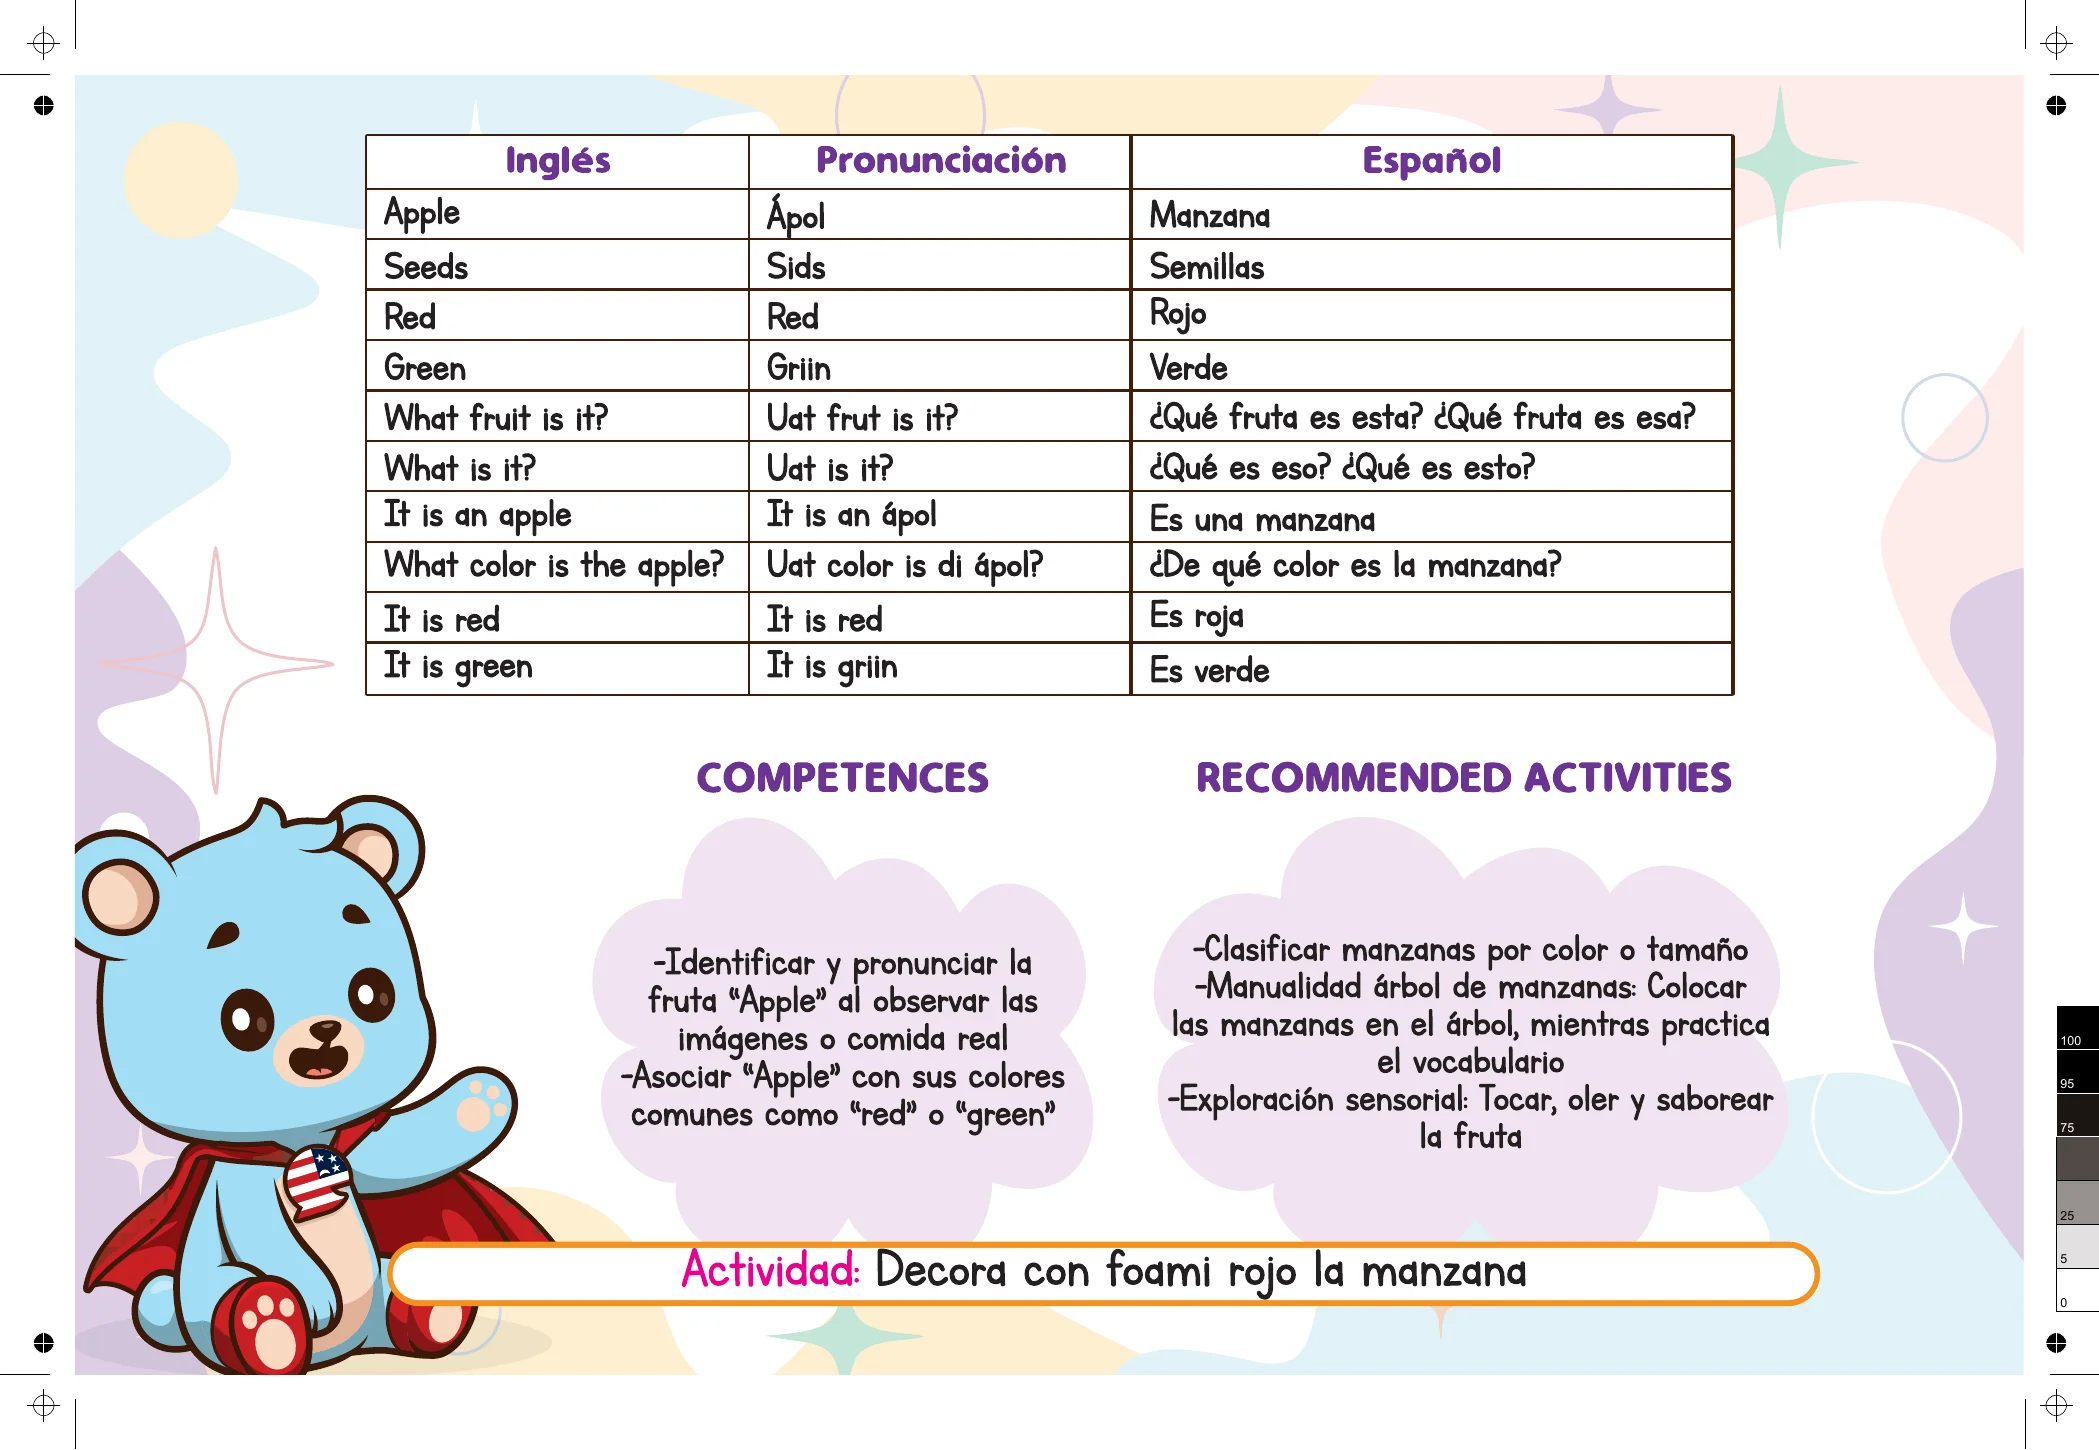 Inglés Pronunciación Español
Apple Ápol Manzana
Seeds Sids Semillas
Red Red Rojo
Green Griin Verde
What fruit is it? Uat frut is it? ¿Qué fruta es esta? ¿Qué fruta es esa?
What is it? Uat is it? ¿Qué es eso? ¿Qué es esto?
It is an apple It is an ápol Es una manzana
What color is the apple? Uat color is di ápol? ¿De qué color es la manzana?
It is red It is red Es roja
It is green It is griin Es verde
COMPETENCES
-Identificar y pronunciar la
fruta “Apple” al observar las
imágenes o comida real
-Asociar “Apple” con sus colores
comunes como “red” o “green”
RECOMMENDED ACTIVITIES
-Clasificar manzanas por color o tamaño
-Manualidad árbol de manzanas: Colocar
las manzanas en el árbol, mientras practica
el vocabulario
-Exploración sensorial: Tocar, oler y saborear
la fruta
Actividad: Decora con foami rojo la manzana
100
95
75
25
5
0